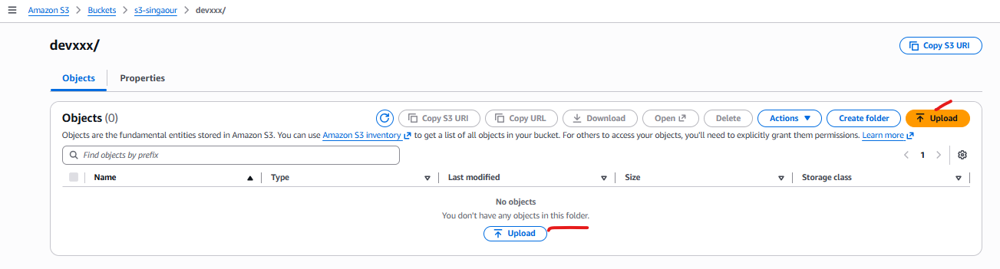 Amazon S3 > Buckets > s3-singaour > devxxx/
devxxx/
Copy S3 URI
Objects Properties
Objects (0)
Copy S3 URI Copy URL Download Open Delete Actions Create folder Upload
Objects are the fundamental entities stored in Amazon S3. You can use Amazon S3 inventory to get a list of all objects in your bucket. For others to access your objects, you'll need to explicitly grant them permissions. Learn more
Find objects by prefix
1
Name Type Last modified Size Storage class
No objects
You don't have any objects in this folder.
Upload